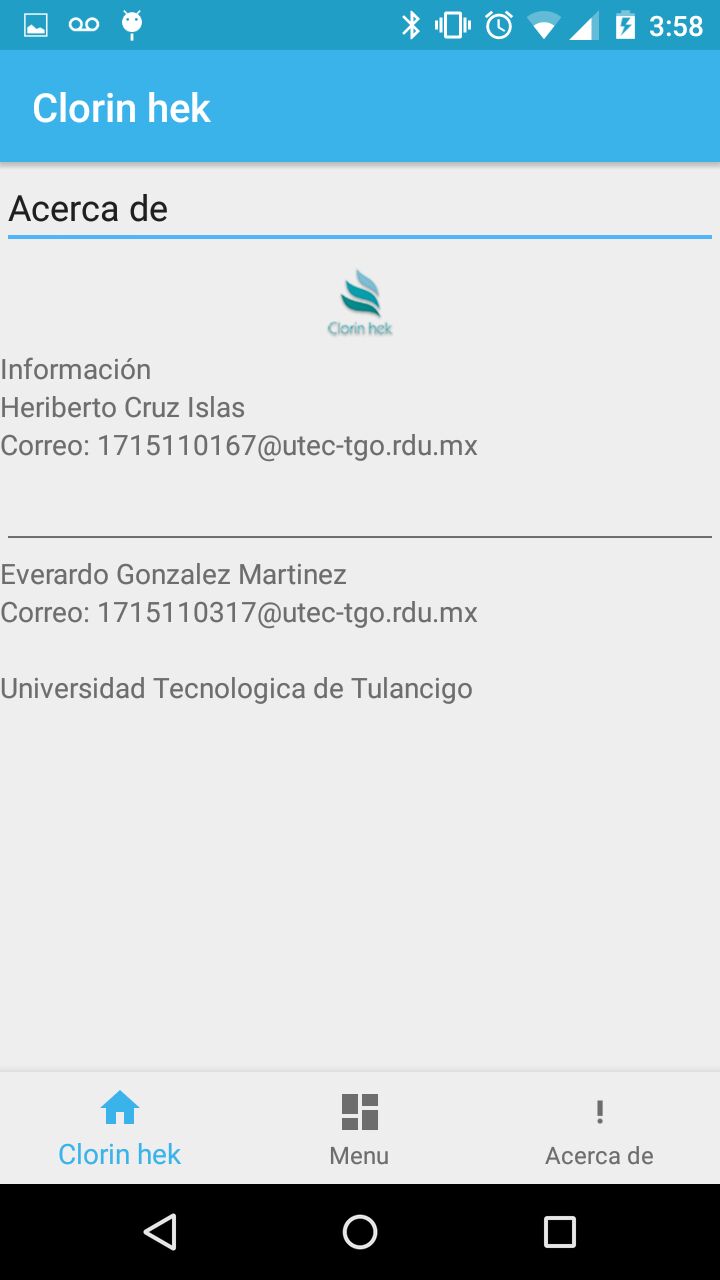 3:58
Clorin hek
Acerca de
Clorin hek
Información
Heriberto Cruz Islas
Correo: 1715110167@utec-tgo.rdu.mx
Everardo Gonzalez Martinez
Correo: 1715110317@utec-tgo.rdu.mx
Universidad Tecnologica de Tulancigo
Clorin hek
Menu
Acerca de